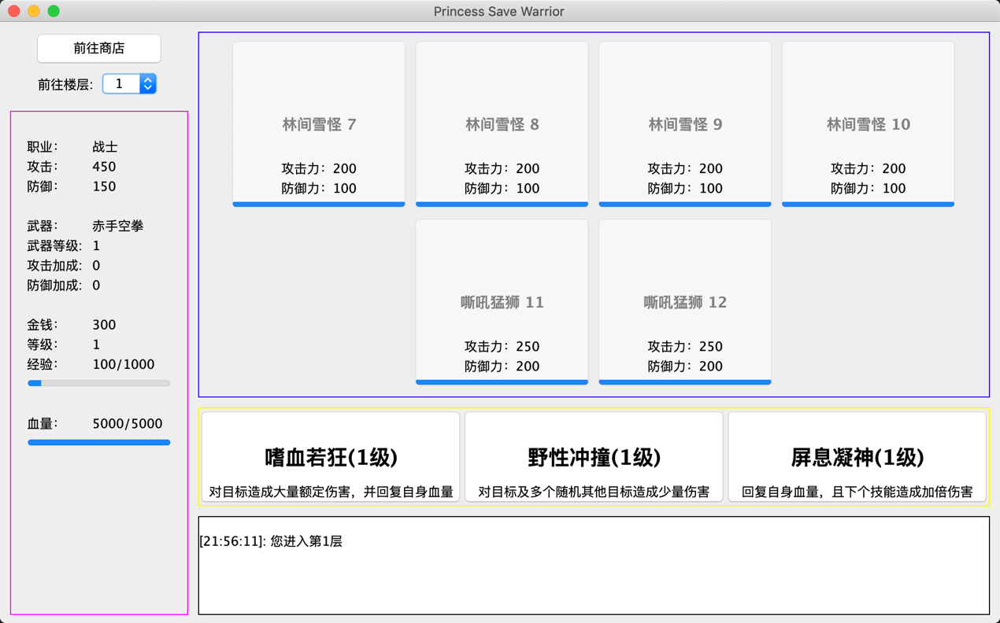 Princess Save Warrior
前往商店
前往楼层: 1
职业: 战士
攻击: 450
防御: 150
武器: 赤手空拳
武器等级: 1
攻击加成: 0
防御加成: 0
金钱: 300
等级: 1
经验: 100/1000
血量: 5000/5000
林间雪怪 7
攻击力: 200
防御力: 100
林间雪怪 8
攻击力: 200
防御力: 100
林间雪怪 9
攻击力: 200
防御力: 100
林间雪怪 10
攻击力: 200
防御力: 100
嘶吼猛狮 11
攻击力: 250
防御力: 200
嘶吼猛狮 12
攻击力: 250
防御力: 200
嗜血若狂(1级)
对目标造成大量额定伤害，并回复自身血量
野性冲撞(1级)
对目标及多个随机其他目标造成少量伤害
屏息凝神(1级)
回复自身血量，且下个技能造成加倍伤害
[21:56:11]: 您进入第1层